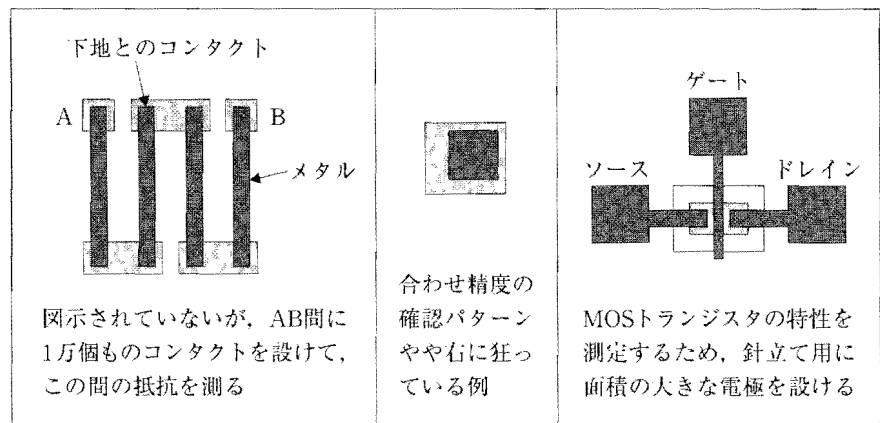 下地とのコンタクト
A
B
メタル
図示されていないが，AB間に
1万個ものコンタクトを設けて，
この間の抵抗を測る
合わせ精度の
確認パターン
やや右に狂っ
ている例
ゲート
ソース
ドレイン
MOSトランジスタの特性を
測定するため，針立て用に
面積の大きな電極を設ける